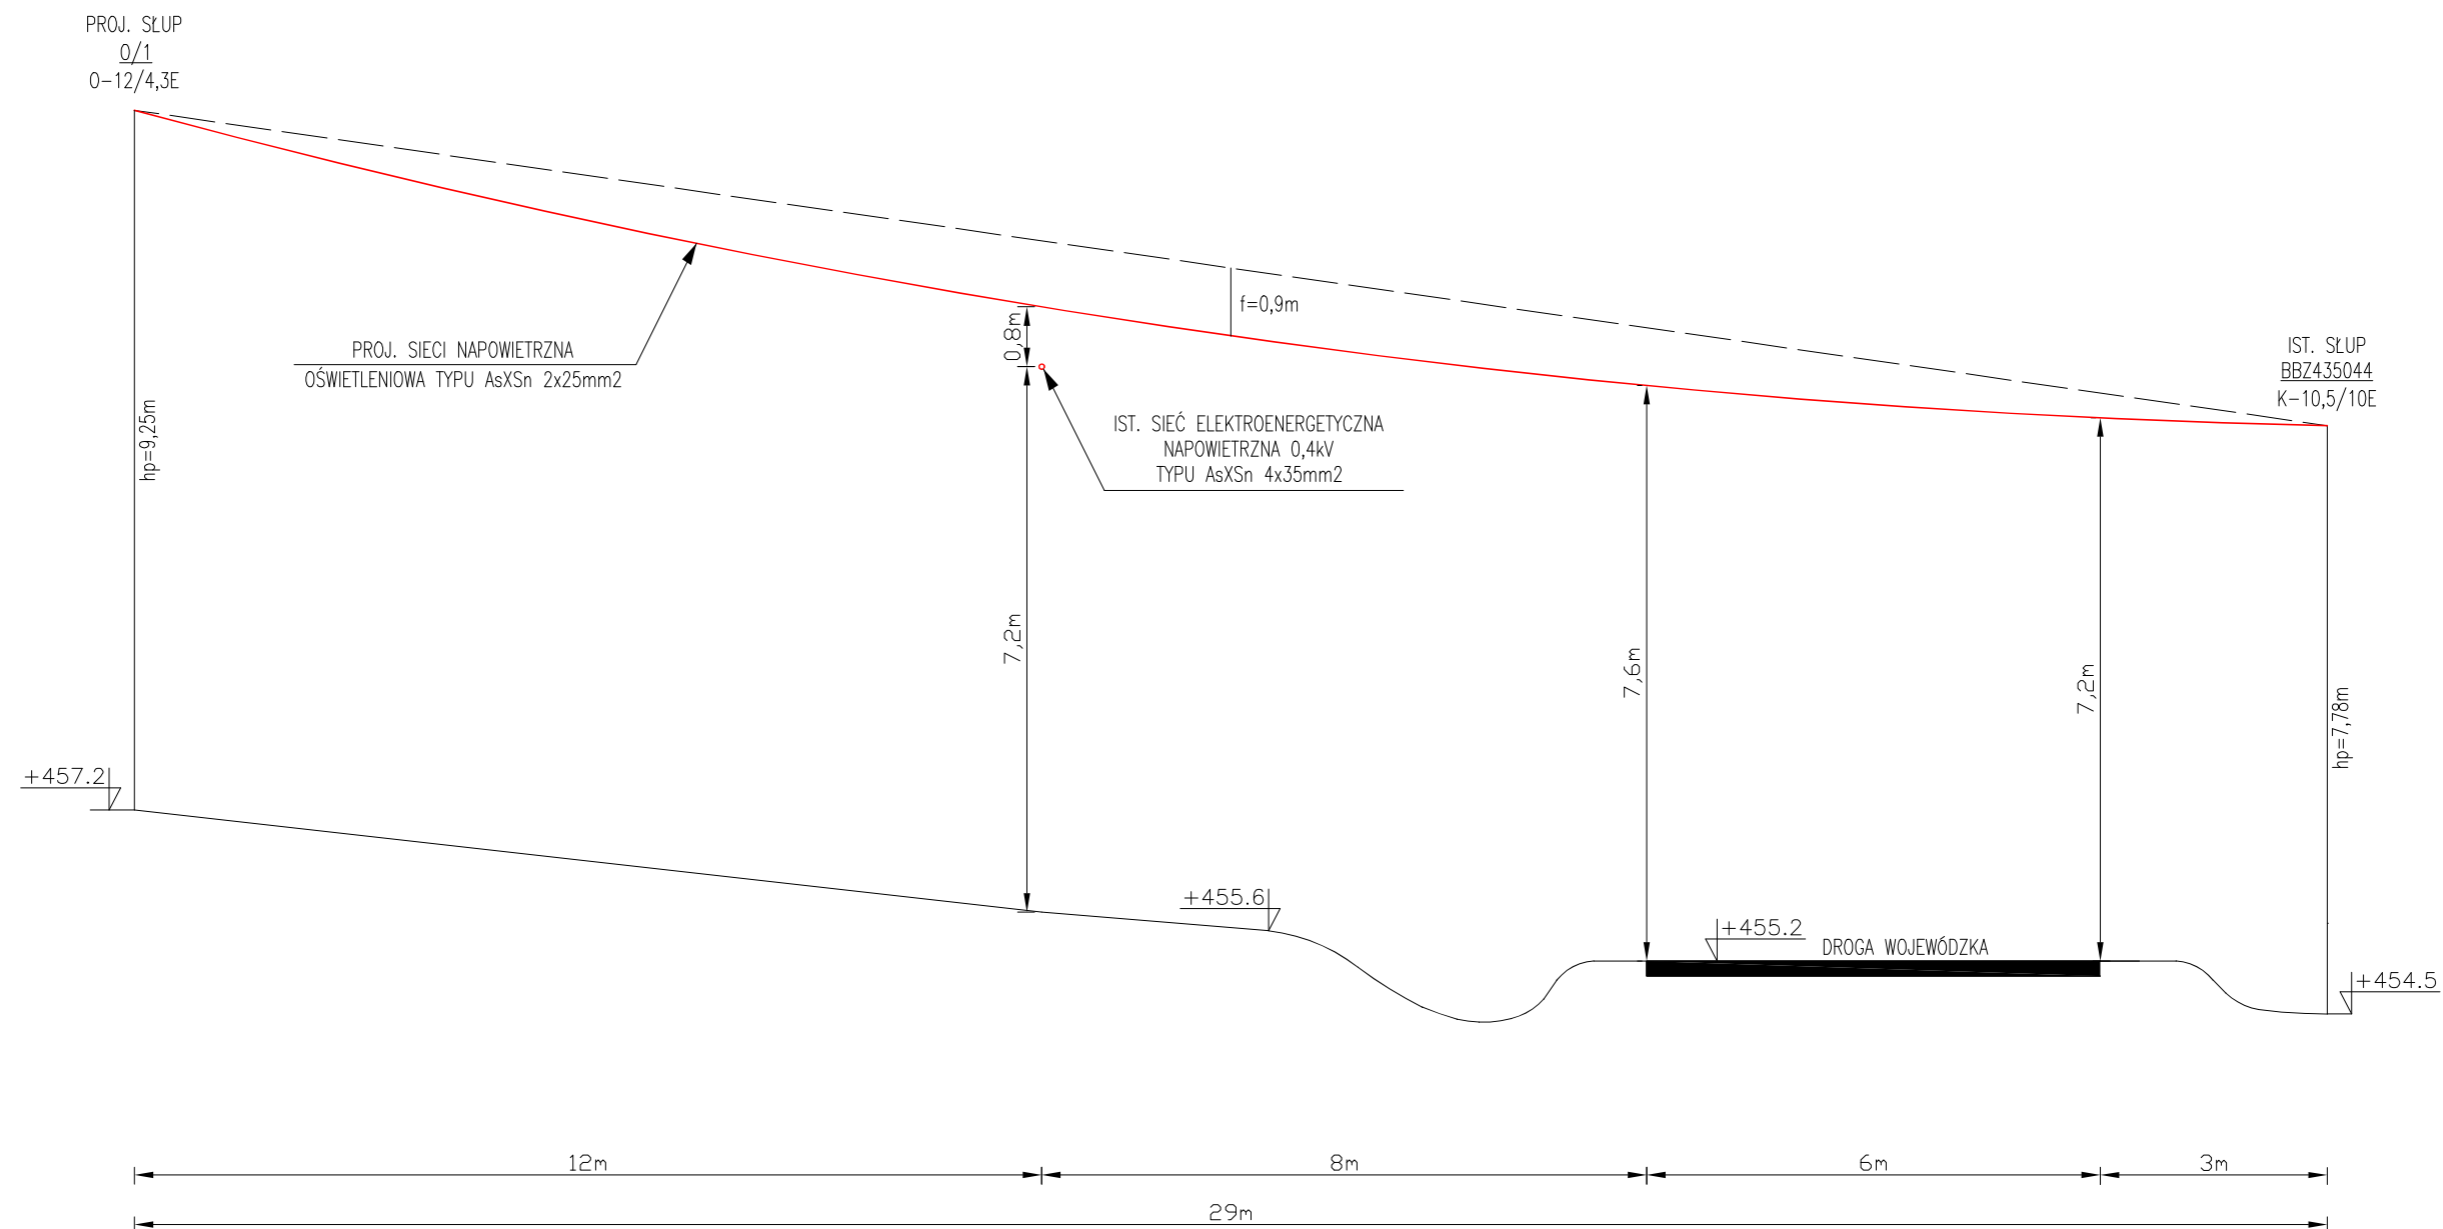 PROJ. SŁUP
0/1
O-12/4,3E
PROJ. SIECI NAPOWIETRZNA
OŚWIETLENIOWA TYPU AsXSn 2x25mm2
hp=9,25m
0,8m
f=0,9m
IST. SŁUP
BBZ435044
K-10,5/10E
IST. SIEĆ ELEKTROENERGETYCZNA
NAPOWIETRZNA 0,4kV
TYPU AsXSn 4x35mm2
7,2m
7,6m
7,2m
hp=7,78m
+457.2
+455.6
+455.2
DROGA WOJEWÓDZKA
+454.5
12m
8m
6m
3m
29m